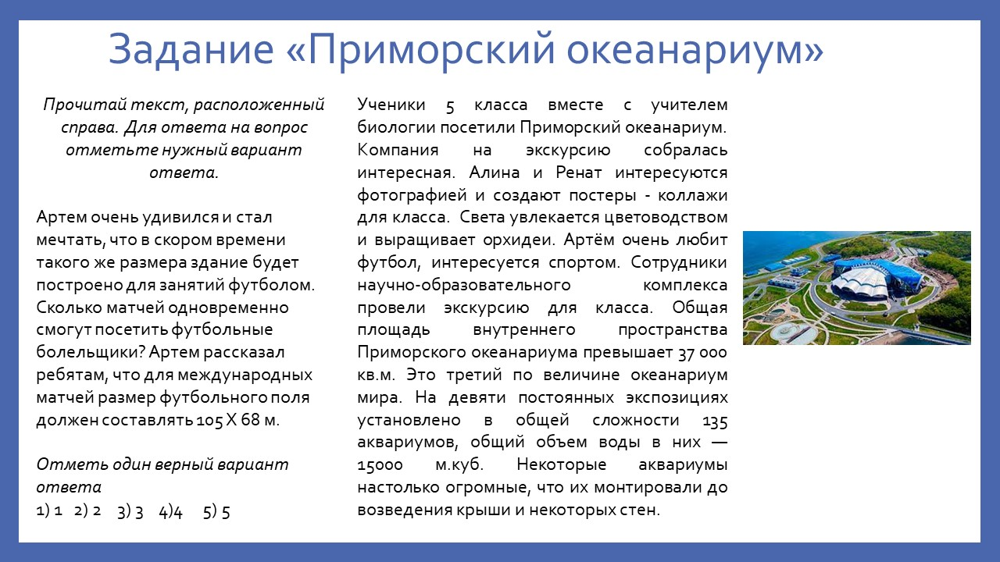 Задание «Приморский океанариум»
Прочитай текст, расположенный
справа. Для ответа на вопрос
отметьте нужный вариант
ответа.
Артем очень удивился и стал
мечтать, что в скором времени
такого же размера здание будет
построено для занятий футболом.
Сколько матчей одновременно
смогут посетить футбольные
болельщики? Артем рассказал
ребятам, что для международных
матчей размер футбольного поля
должен составлять 105 Х 68 м.
Отметь один верный вариант
ответа
1) 1 2) 2 3) 3 4)4 5) 5
Ученики 5 класса вместе с учителем
биологии посетили Приморский океанариум.
Компания на экскурсию собралась
интересная. Алина и Ренат интересуются
фотографией и создают постеры - коллажи
для класса. Света увлекается цветоводством
и выращивает орхидеи. Артём очень любит
футбол, интересуется спортом. Сотрудники
научно-образовательного комплекса
провели экскурсию для класса. Общая
площадь внутреннего пространства
Приморского океанариума превышает 37 000
кв.м. Это третий по величине океанариум
мира. На девяти постоянных экспозициях
установлено в общей сложности 135
аквариумов, общий объем воды в них —
15000 м.куб. Некоторые аквариумы
настолько огромные, что их монтировали до
возведения крыши и некоторых стен.